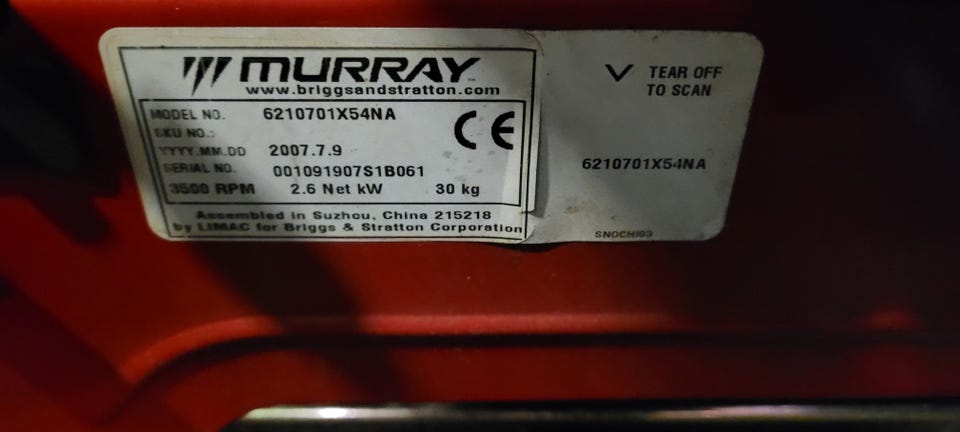 MURRAY
www.briggsandstratton.com
MODEL NO. 6210701X54NA
SKU NO.:
YYYY.MM.DD 2007.7.9
SERIAL NO. 001091907S1B061
3500 RPM 2.6 Net kW 30 kg
CE
Assembled in Suzhou, China 215218
by LIMAC for Briggs & Stratton Corporation
TEAR OFF
TO SCAN
6210701X54NA
SNOCHI03